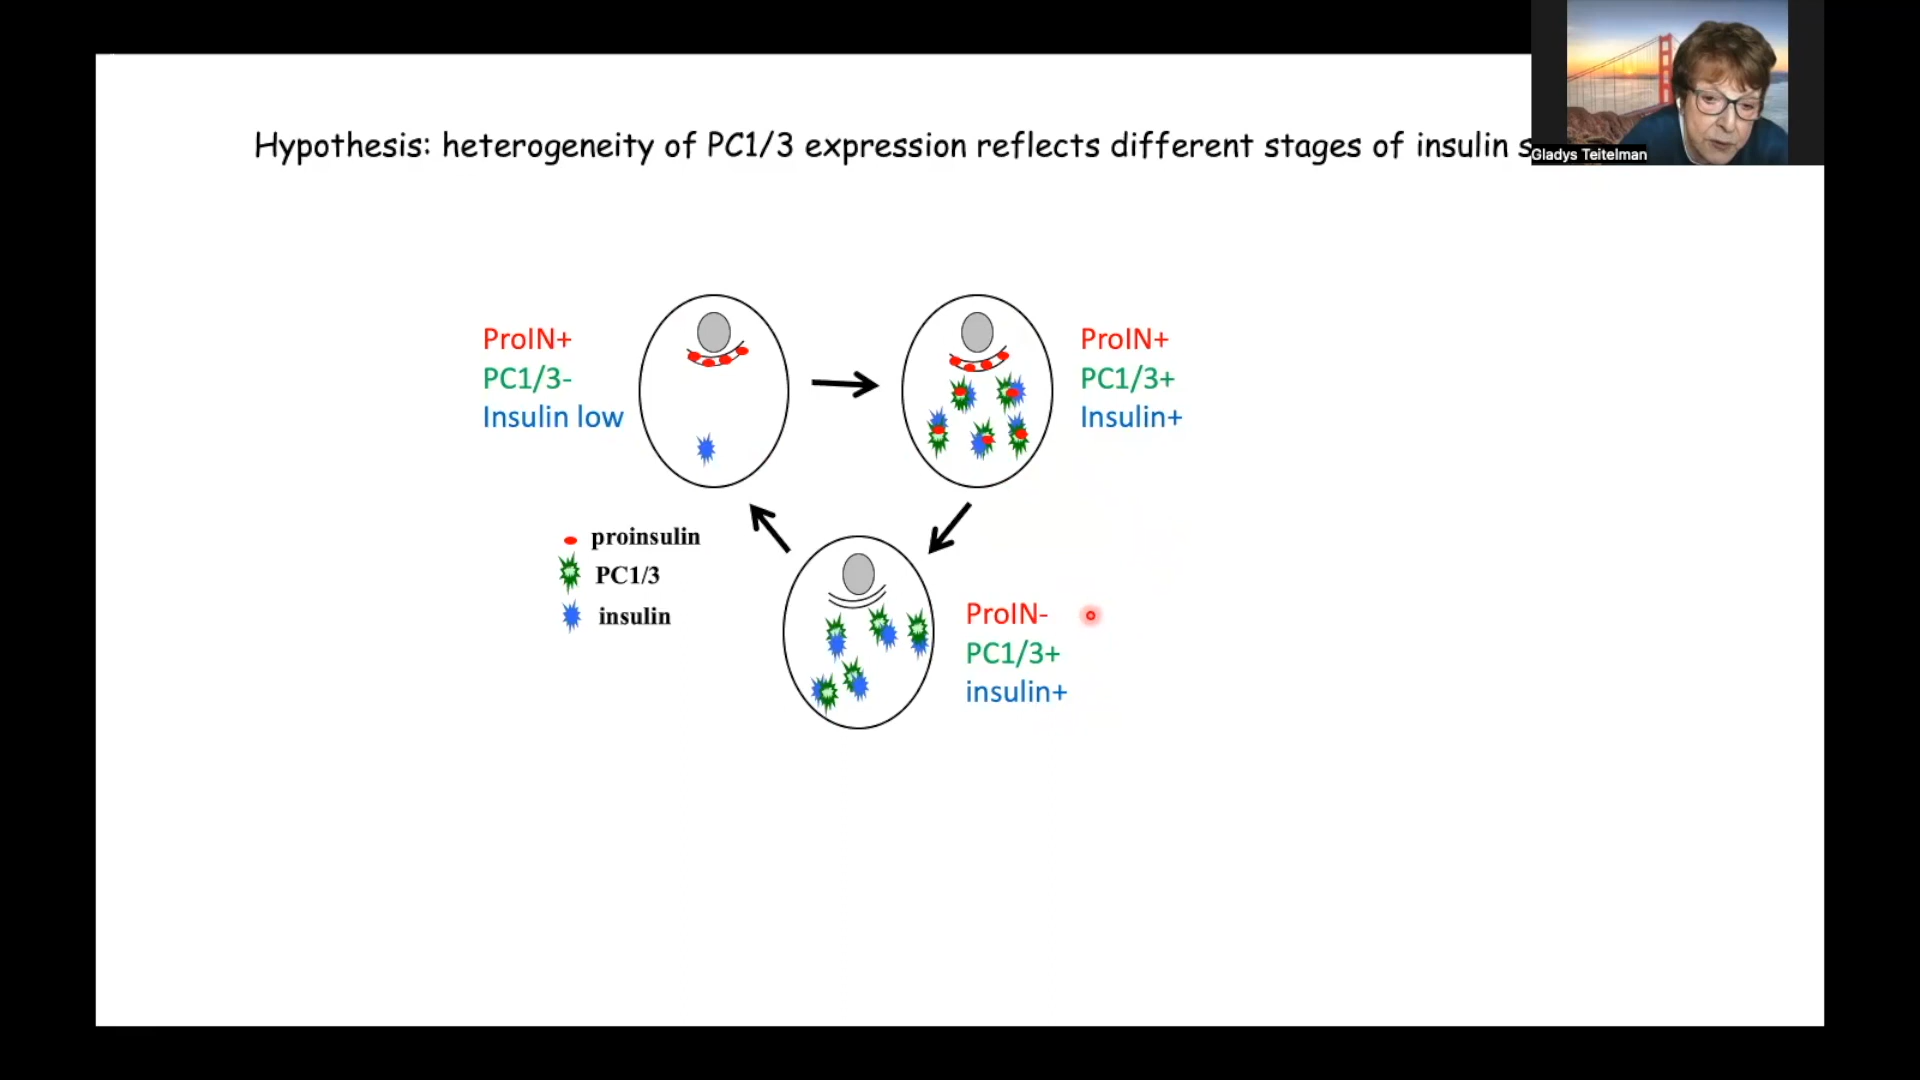 Hypothesis: heterogeneity of PC1/3 expression reflects different stages of insulin
Gladys Teitelman
ProIN+
PC1/3-
Insulin low
ProIN+
PC1/3+
Insulin+
proinsulin
PC1/3
insulin
ProIN-
PC1/3+
insulin+